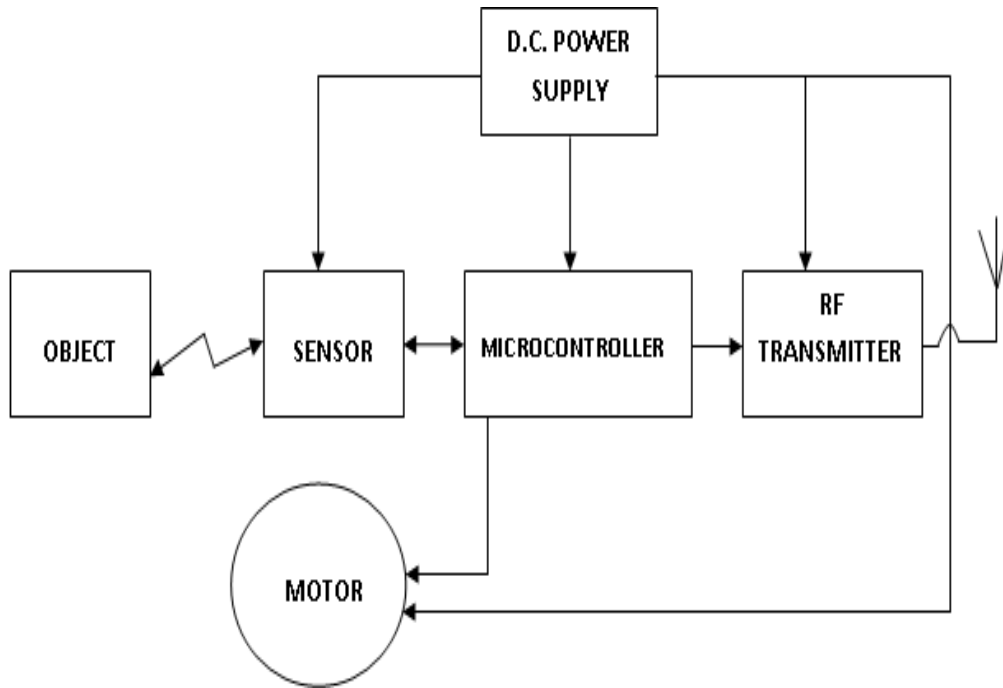 D.C. POWER
SUPPLY
OBJECT
SENSOR
MICROCONTROLLER
RF
TRANSMITTER
MOTOR